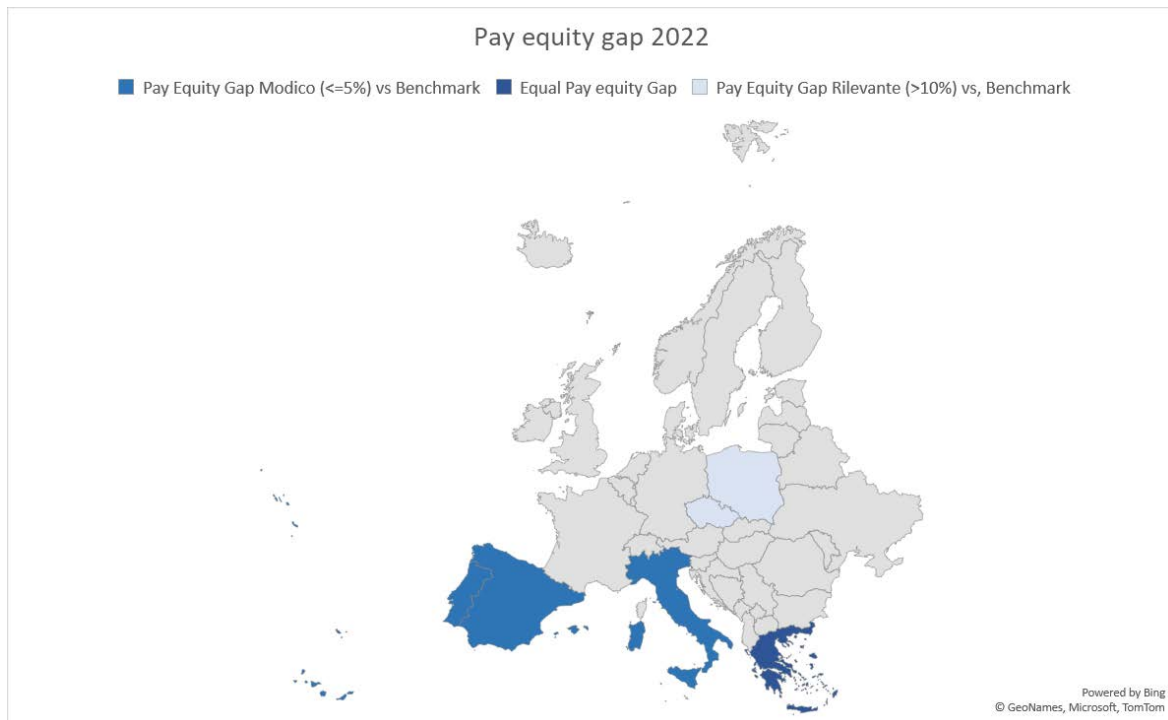 Pay equity gap 2022
Pay Equity Gap Modico (<=5%) vs Benchmark Equal Pay equity Gap Pay Equity Gap Rilevante (>10%) vs, Benchmark
Powered by Bing
© GeoNames, Microsoft, TomTom